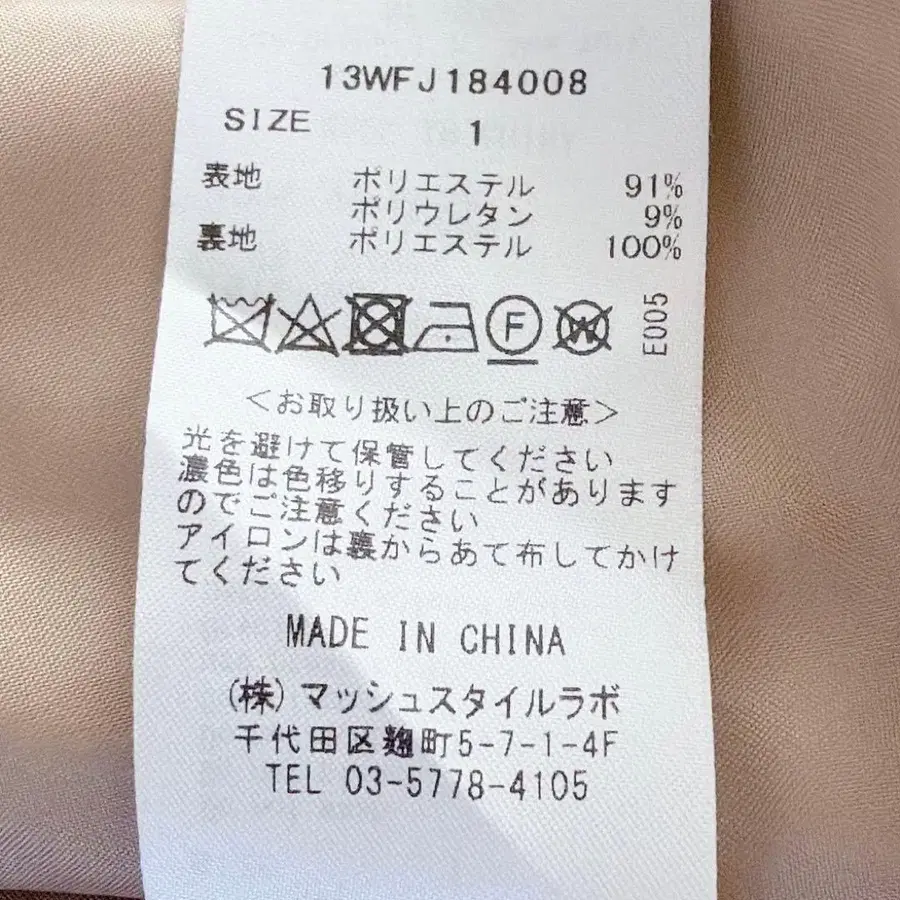 13WFJ184008
SIZE 1
表地 ポリエステル 91%
ポリウレタン 9%
裏地 ポリエステル 100%
F W E005
<お取り扱い上のご注意>
光を避けて保管してください
濃色は色移りすることがあります
のでご注意ください
アイロンは裏からあて布してかけ
てください
MADE IN CHINA
(株)マッシュスタイルラボ
千代田区麹町5-7-1-4F
TEL 03-5778-4105